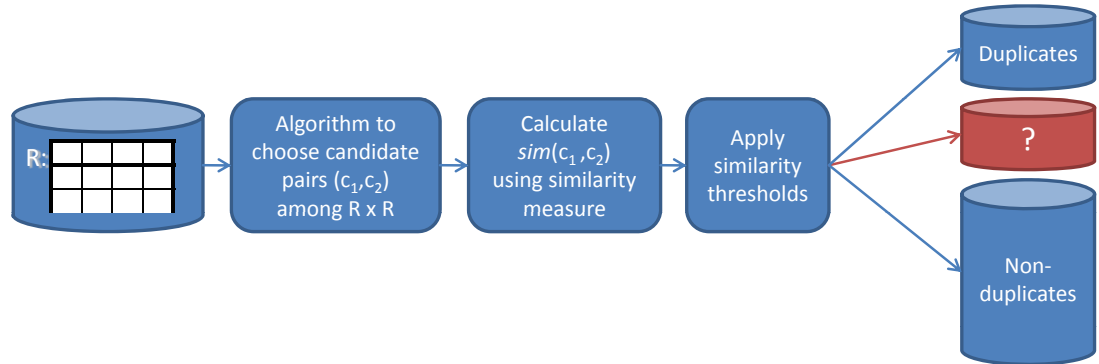 R:
Algorithm to
choose candidate
pairs (c₁,c₂)
among R x R
Calculate
sim(c₁,c₂)
using similarity
measure
Apply
similarity
thresholds
Duplicates
?
Non-
duplicates